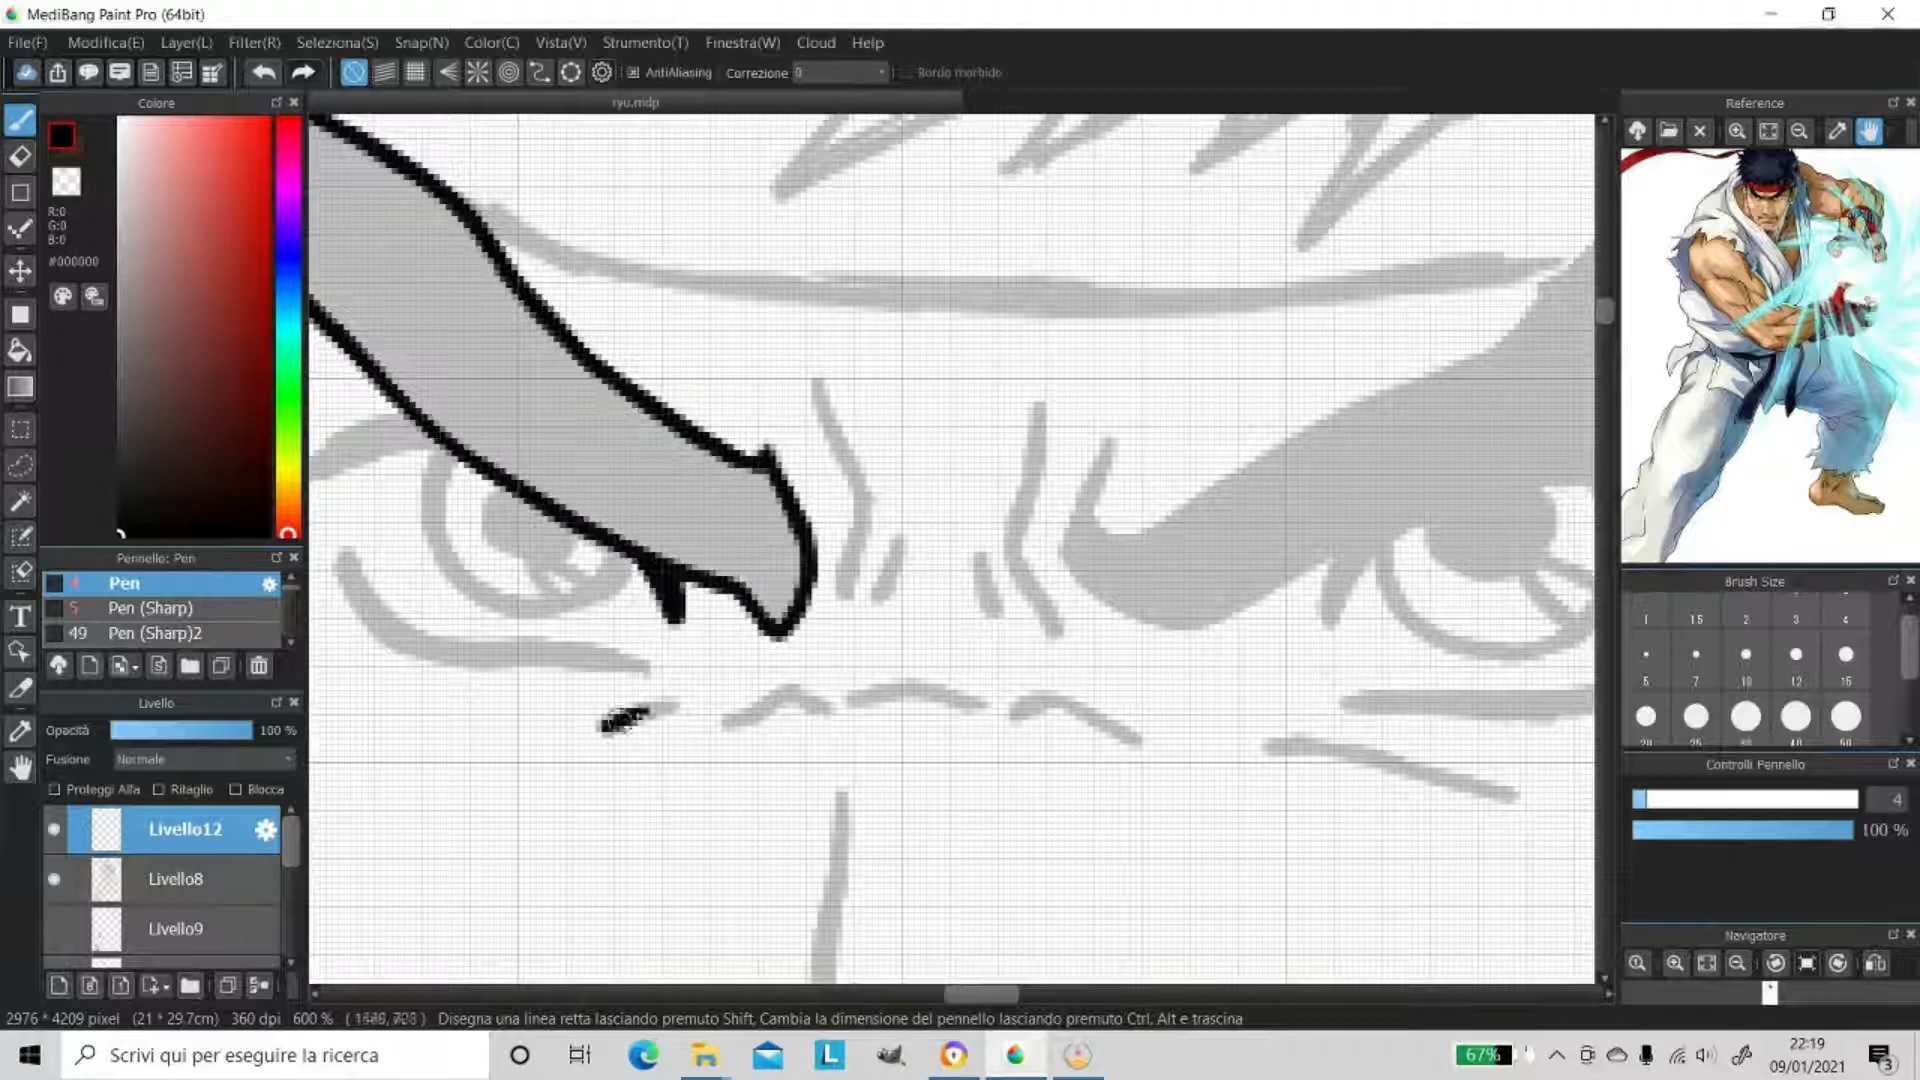 MediBang Paint Pro (64bit)
File(F) Modifica(E) Layer(L) Filter(R) Seleziona(S) Snap(N) Color(C) Vista(V) Strumento(T) Finestra(W) Cloud Help
AntiAliasing Correzione 0 Bordo morbido
Colore
ryu.mdp
Reference
R:0
G:0
B:0
#000000
Pennello: Pen
4 Pen
5 Pen (Sharp)
49 Pen (Sharp)2
Livello
Opacità 100 %
Fusione Normale
Proteggi Alfa Ritaglio Blocca
Livello12
Livello8
Livello9
Brush Size
1 1.5 2 3 4
5 7 10 12 15
Controlli Pennello
4
100 %
Navigatore
2976 * 4209 pixel (21 * 29.7cm) 360 dpi 600 % Disegna una linea retta lasciando premuto Shift, Cambia la dimensione del pennello lasciando premuto Ctrl, Alt e trascina
Scrivi qui per eseguire la ricerca
67%
22:19
09/01/2021
3